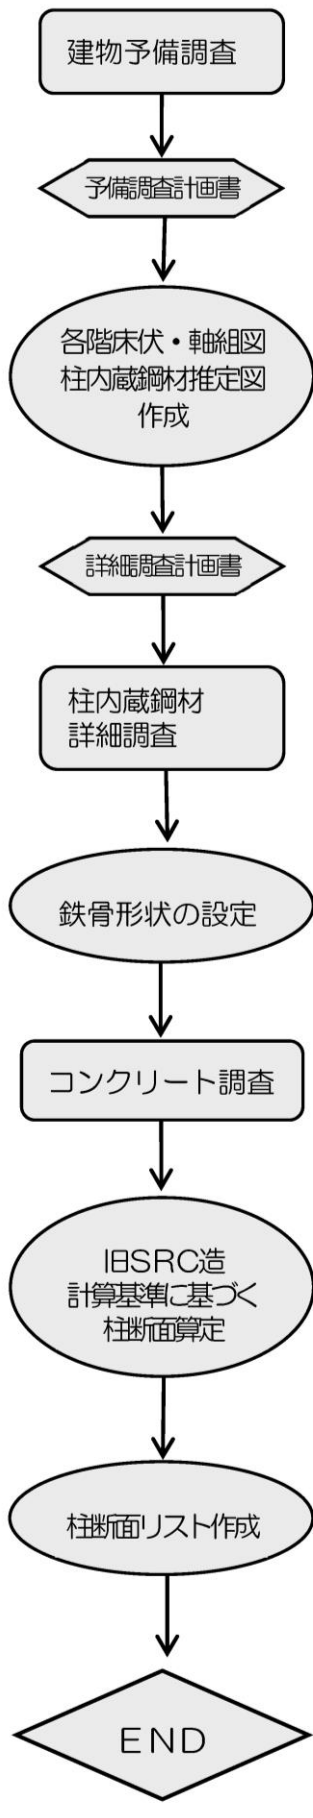 建物予備調査
予備調査計画書
各階床伏・軸組図
柱内蔵鋼材推定図
作成
詳細調査計画書
柱内蔵鋼材
詳細調査
鉄骨形状の設定
コンクリート調査
旧SRC造
計算基準に基づく
柱断面算定
柱断面リスト作成
END